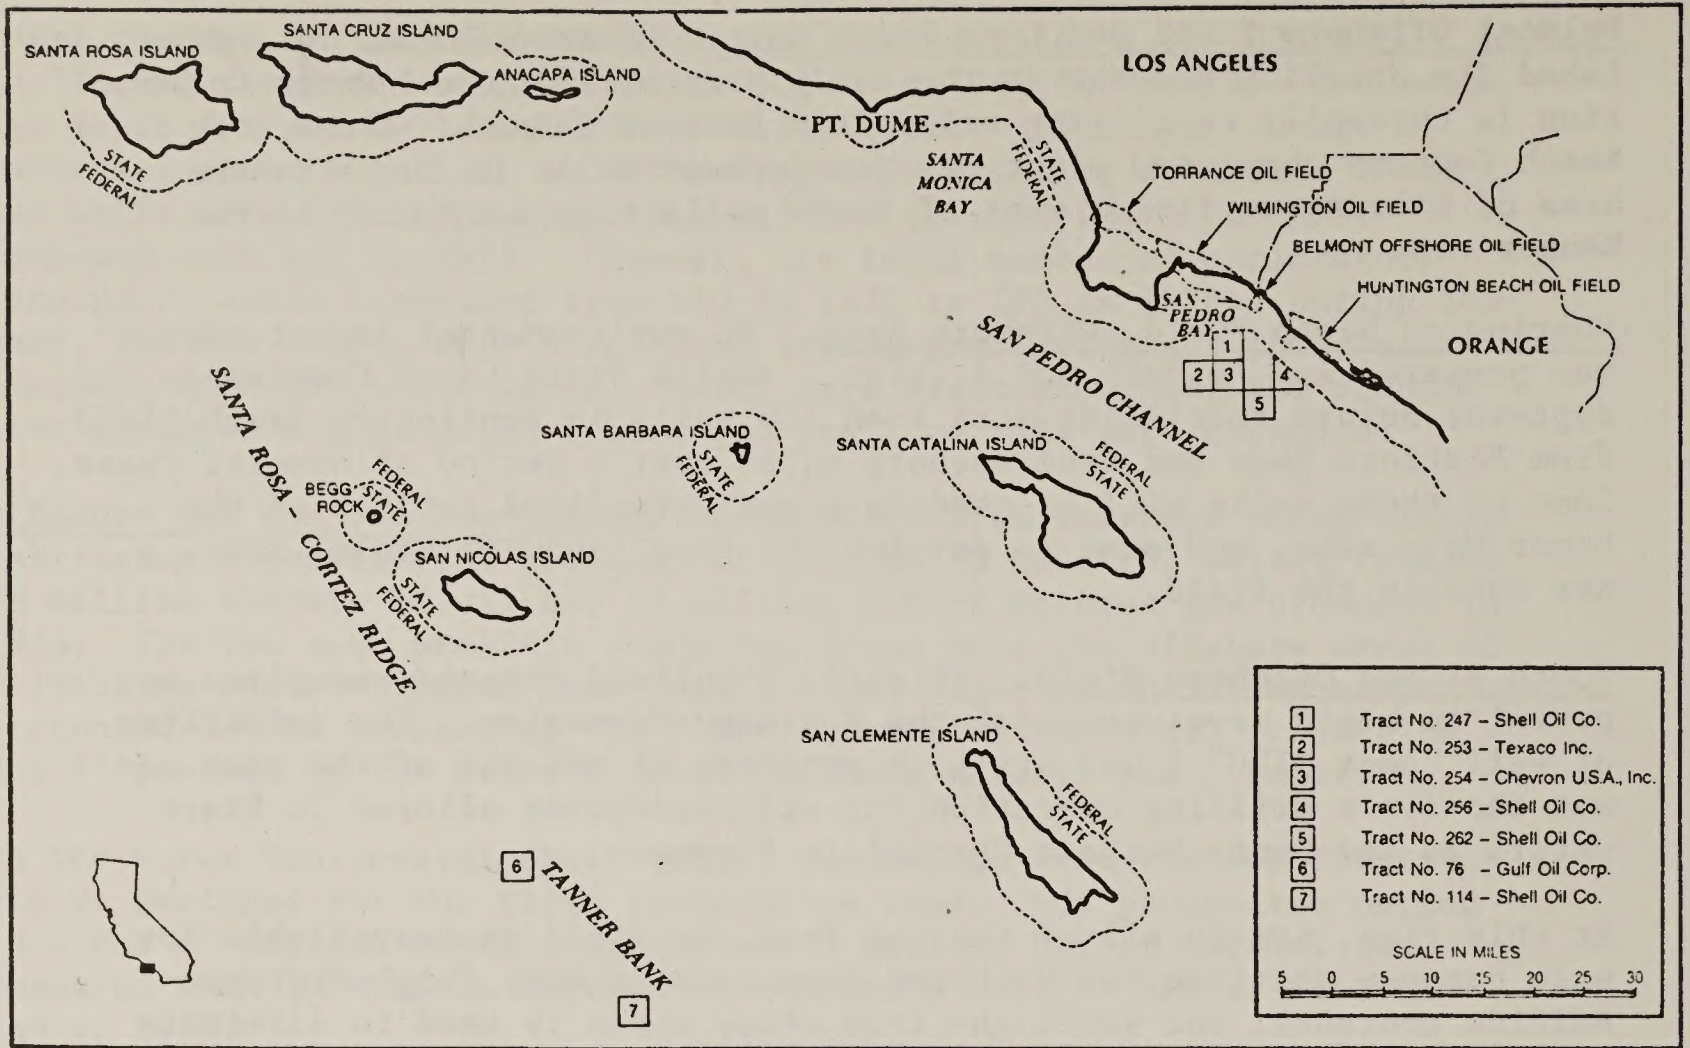 SANTA ROSA ISLAND
SANTA CRUZ ISLAND
ANACAPA ISLAND
STATE
FEDERAL
LOS ANGELES
PT. DUME
SANTA
MONICA
BAY
STATE
FEDERAL
TORRANCE OIL FIELD
WILMINGTON OIL FIELD
BELMONT OFFSHORE OIL FIELD
HUNTINGTON BEACH OIL FIELD
SAN
PEDRO
BAY
ORANGE
1
2
3
4
5
SAN PEDRO CHANNEL
SANTA ROSA – CORTEZ RIDGE
SANTA BARBARA ISLAND
STATE
FEDERAL
SANTA CATALINA ISLAND
FEDERAL
STATE
BEGG
ROCK
FEDERAL
STATE
SAN NICOLAS ISLAND
STATE
FEDERAL
SAN CLEMENTE ISLAND
FEDERAL
STATE
6
TANNER BANK
7
1 Tract No. 247 – Shell Oil Co.
2 Tract No. 253 – Texaco Inc.
3 Tract No. 254 – Chevron U.S.A., Inc.
4 Tract No. 256 – Shell Oil Co.
5 Tract No. 262 – Shell Oil Co.
6 Tract No. 76 – Gulf Oil Corp.
7 Tract No. 114 – Shell Oil Co.
SCALE IN MILES
5 0 5 10 15 20 25 30